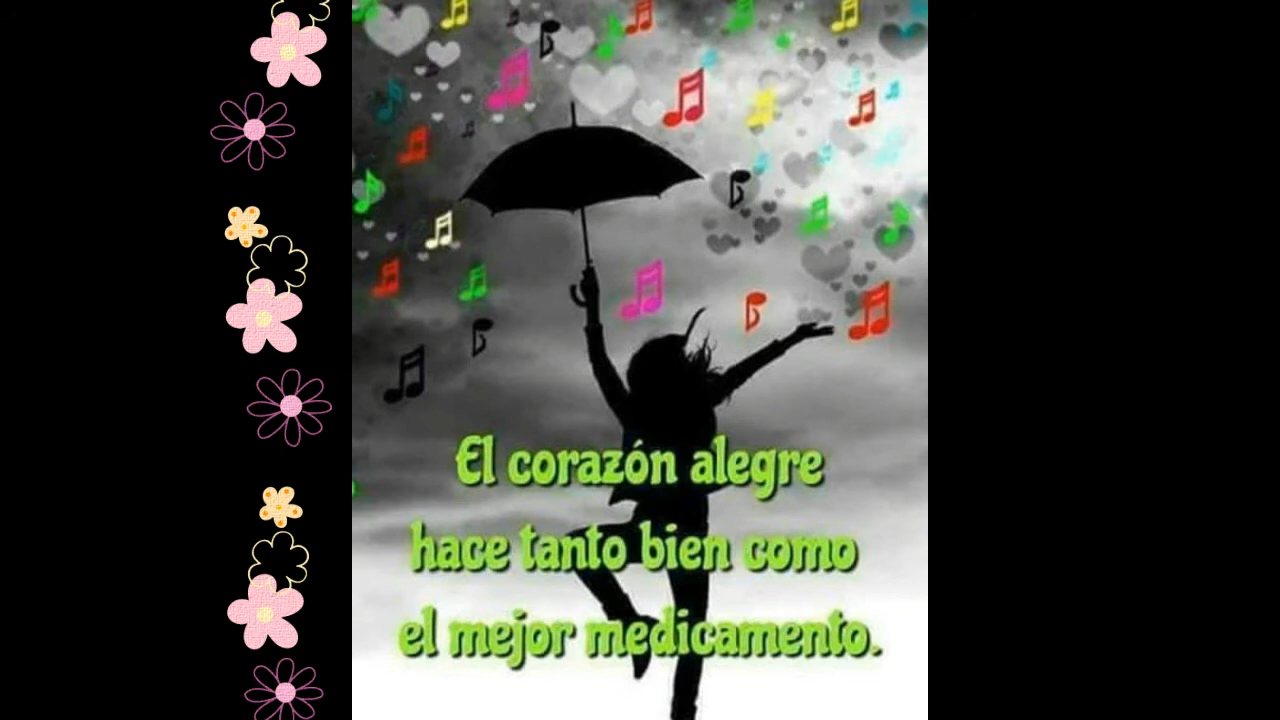 El corazón alegre
hace tanto bien como
el mejor medicamento.